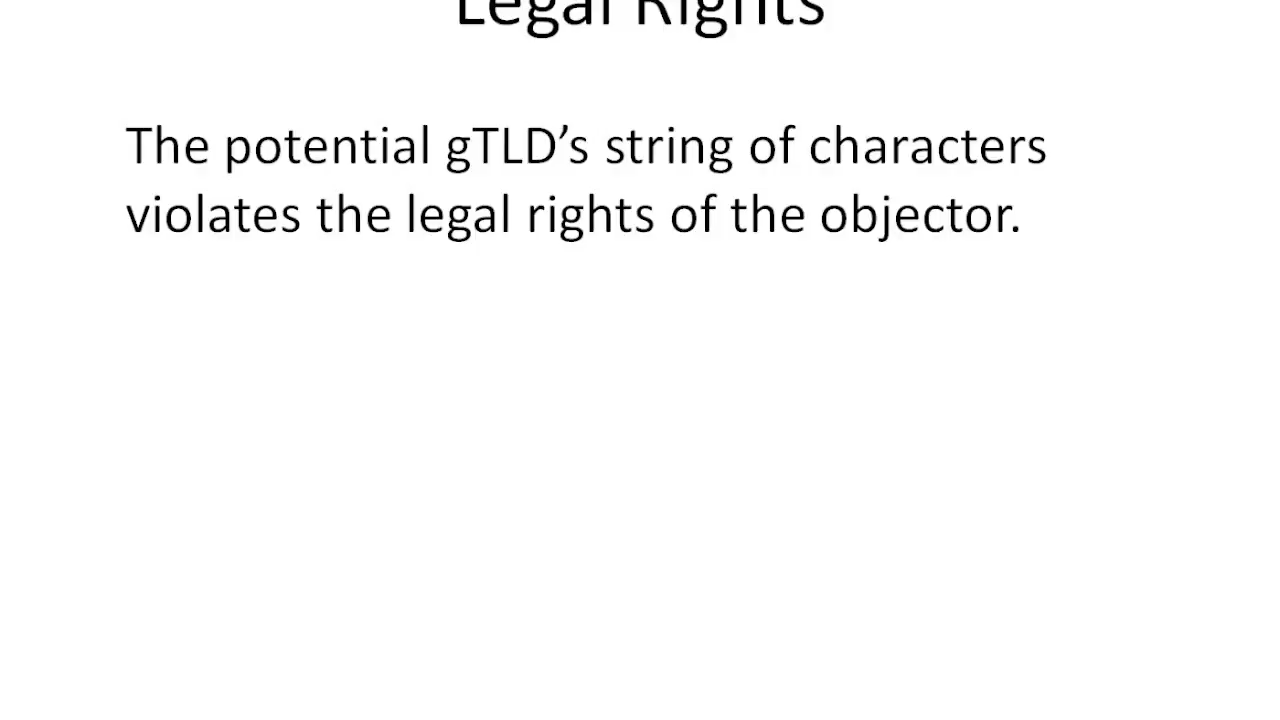 Legal Rights
The potential gTLD’s string of characters
violates the legal rights of the objector.